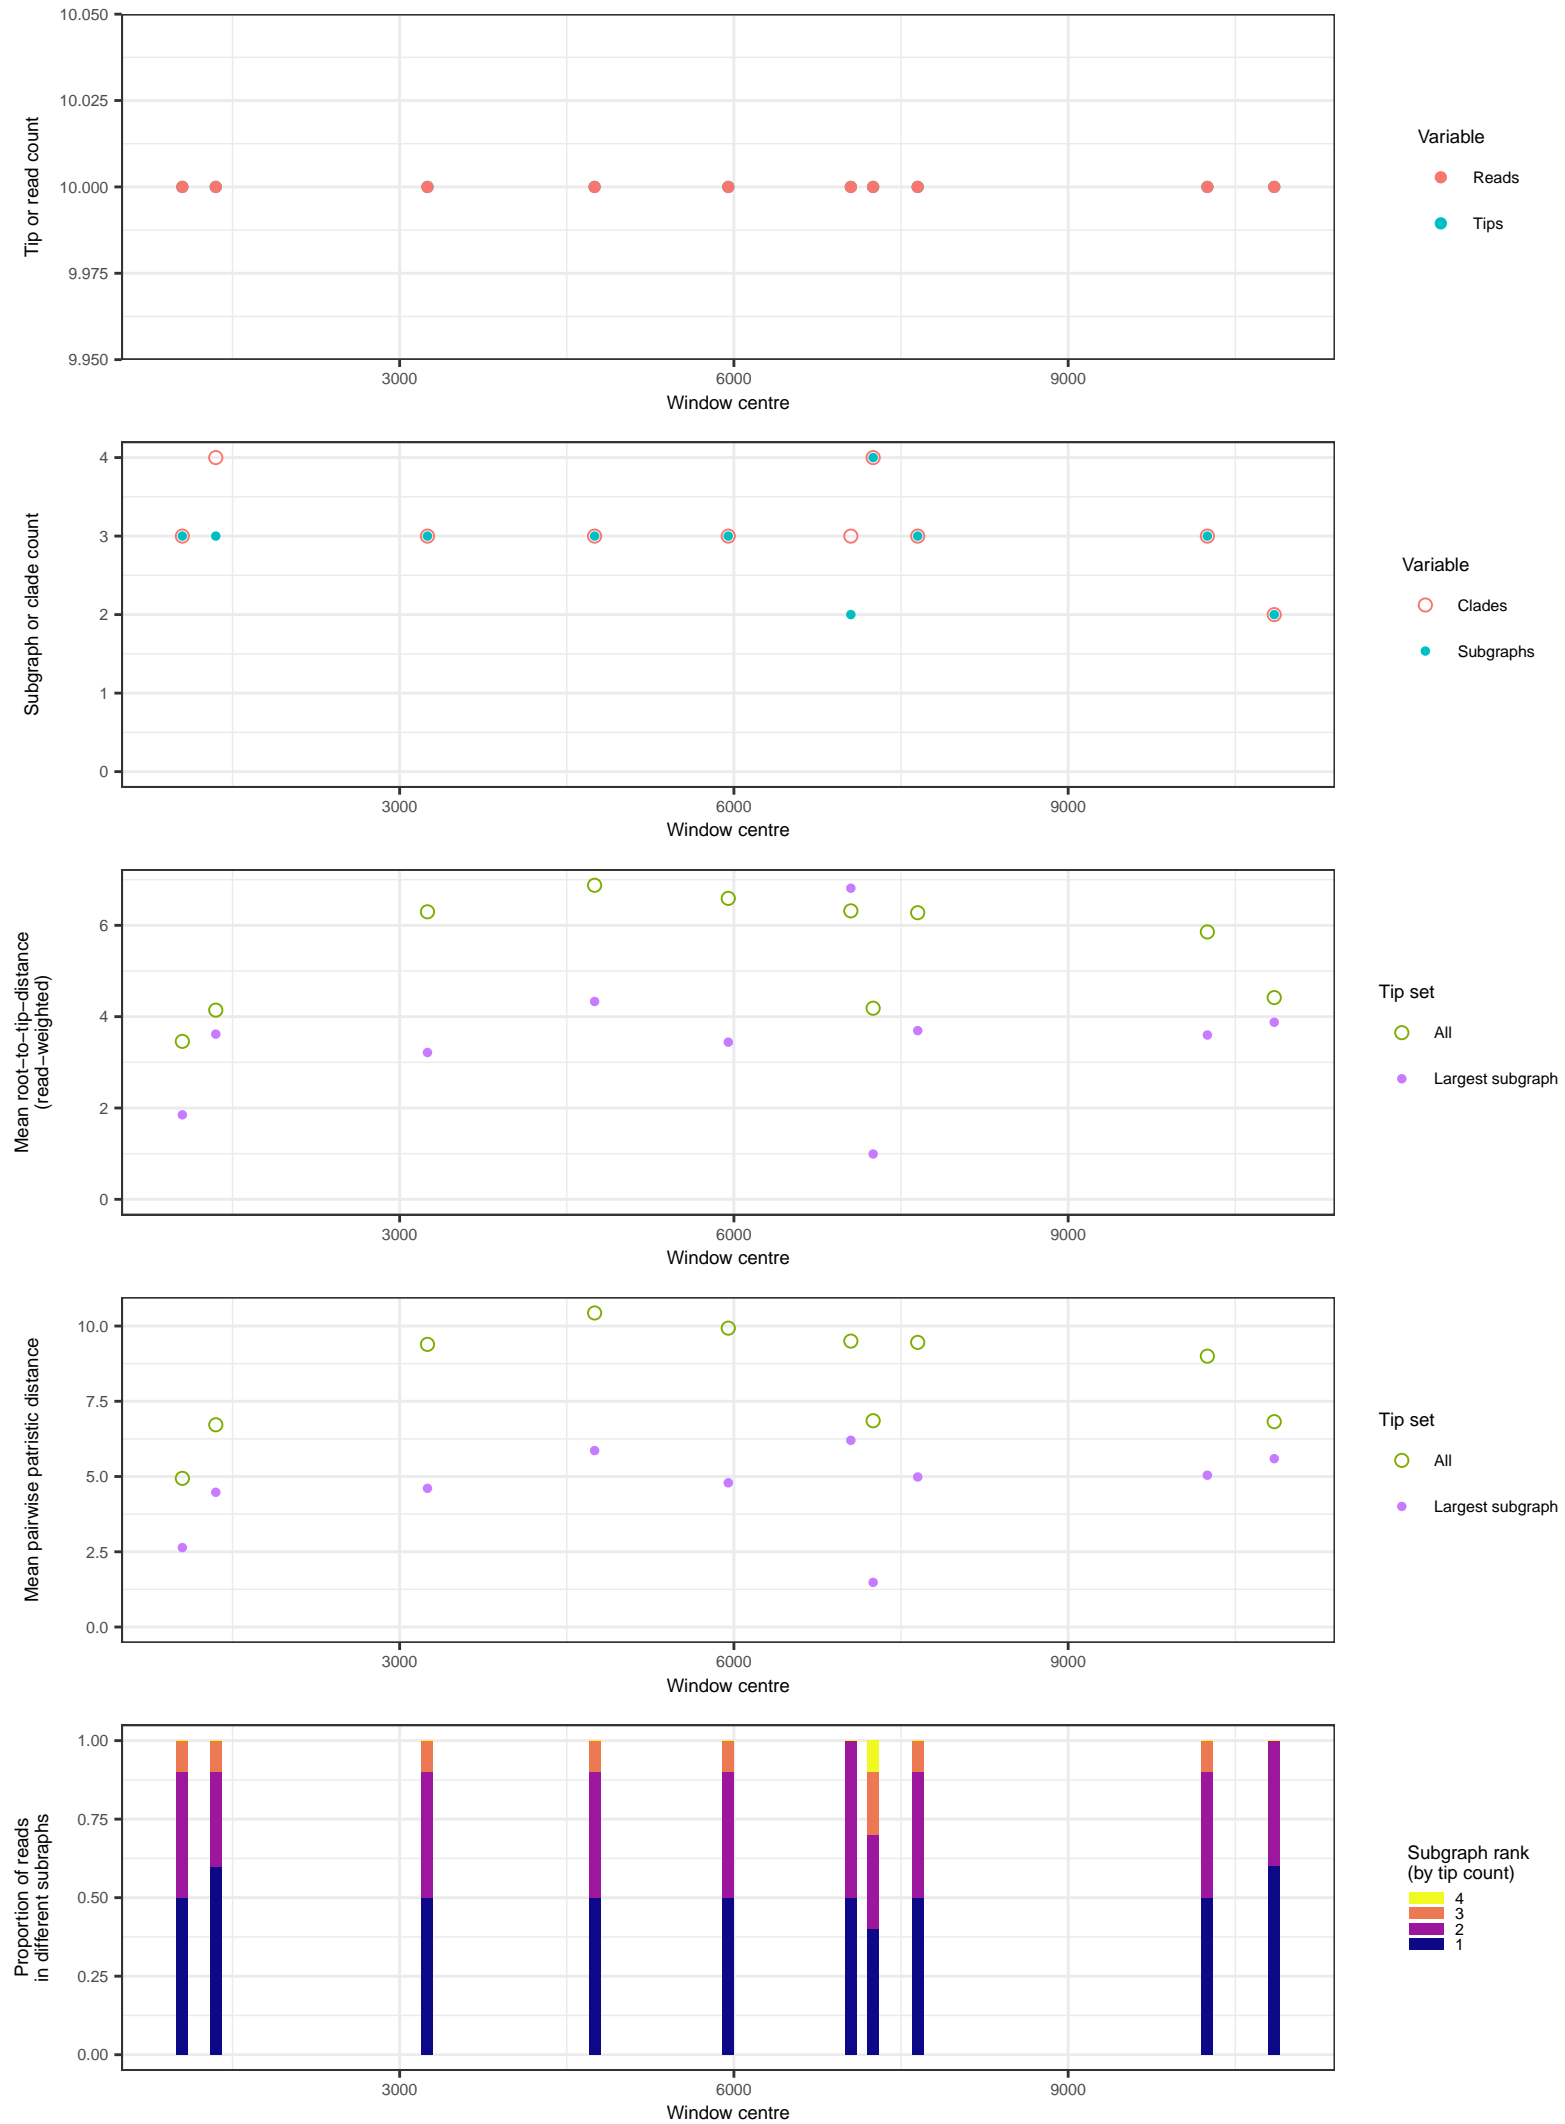 10.050
10.025
10.000
9.975
9.950
Tip or read count
3000 6000 9000
Window centre
Variable
Reads
Tips
4
3
2
1
0
Subgraph or clade count
3000 6000 9000
Window centre
Variable
Clades
Subgraphs
6
4
2
0
Mean root−to−tip−distance
(read−weighted)
3000 6000 9000
Window centre
Tip set
All
Largest subgraph
10.0
7.5
5.0
2.5
0.0
Mean pairwise patristic distance
3000 6000 9000
Window centre
Tip set
All
Largest subgraph
1.00
0.75
0.50
0.25
0.00
Proportion of reads
in different subraphs
3000 6000 9000
Window centre
Subgraph rank
(by tip count)
4
3
2
1